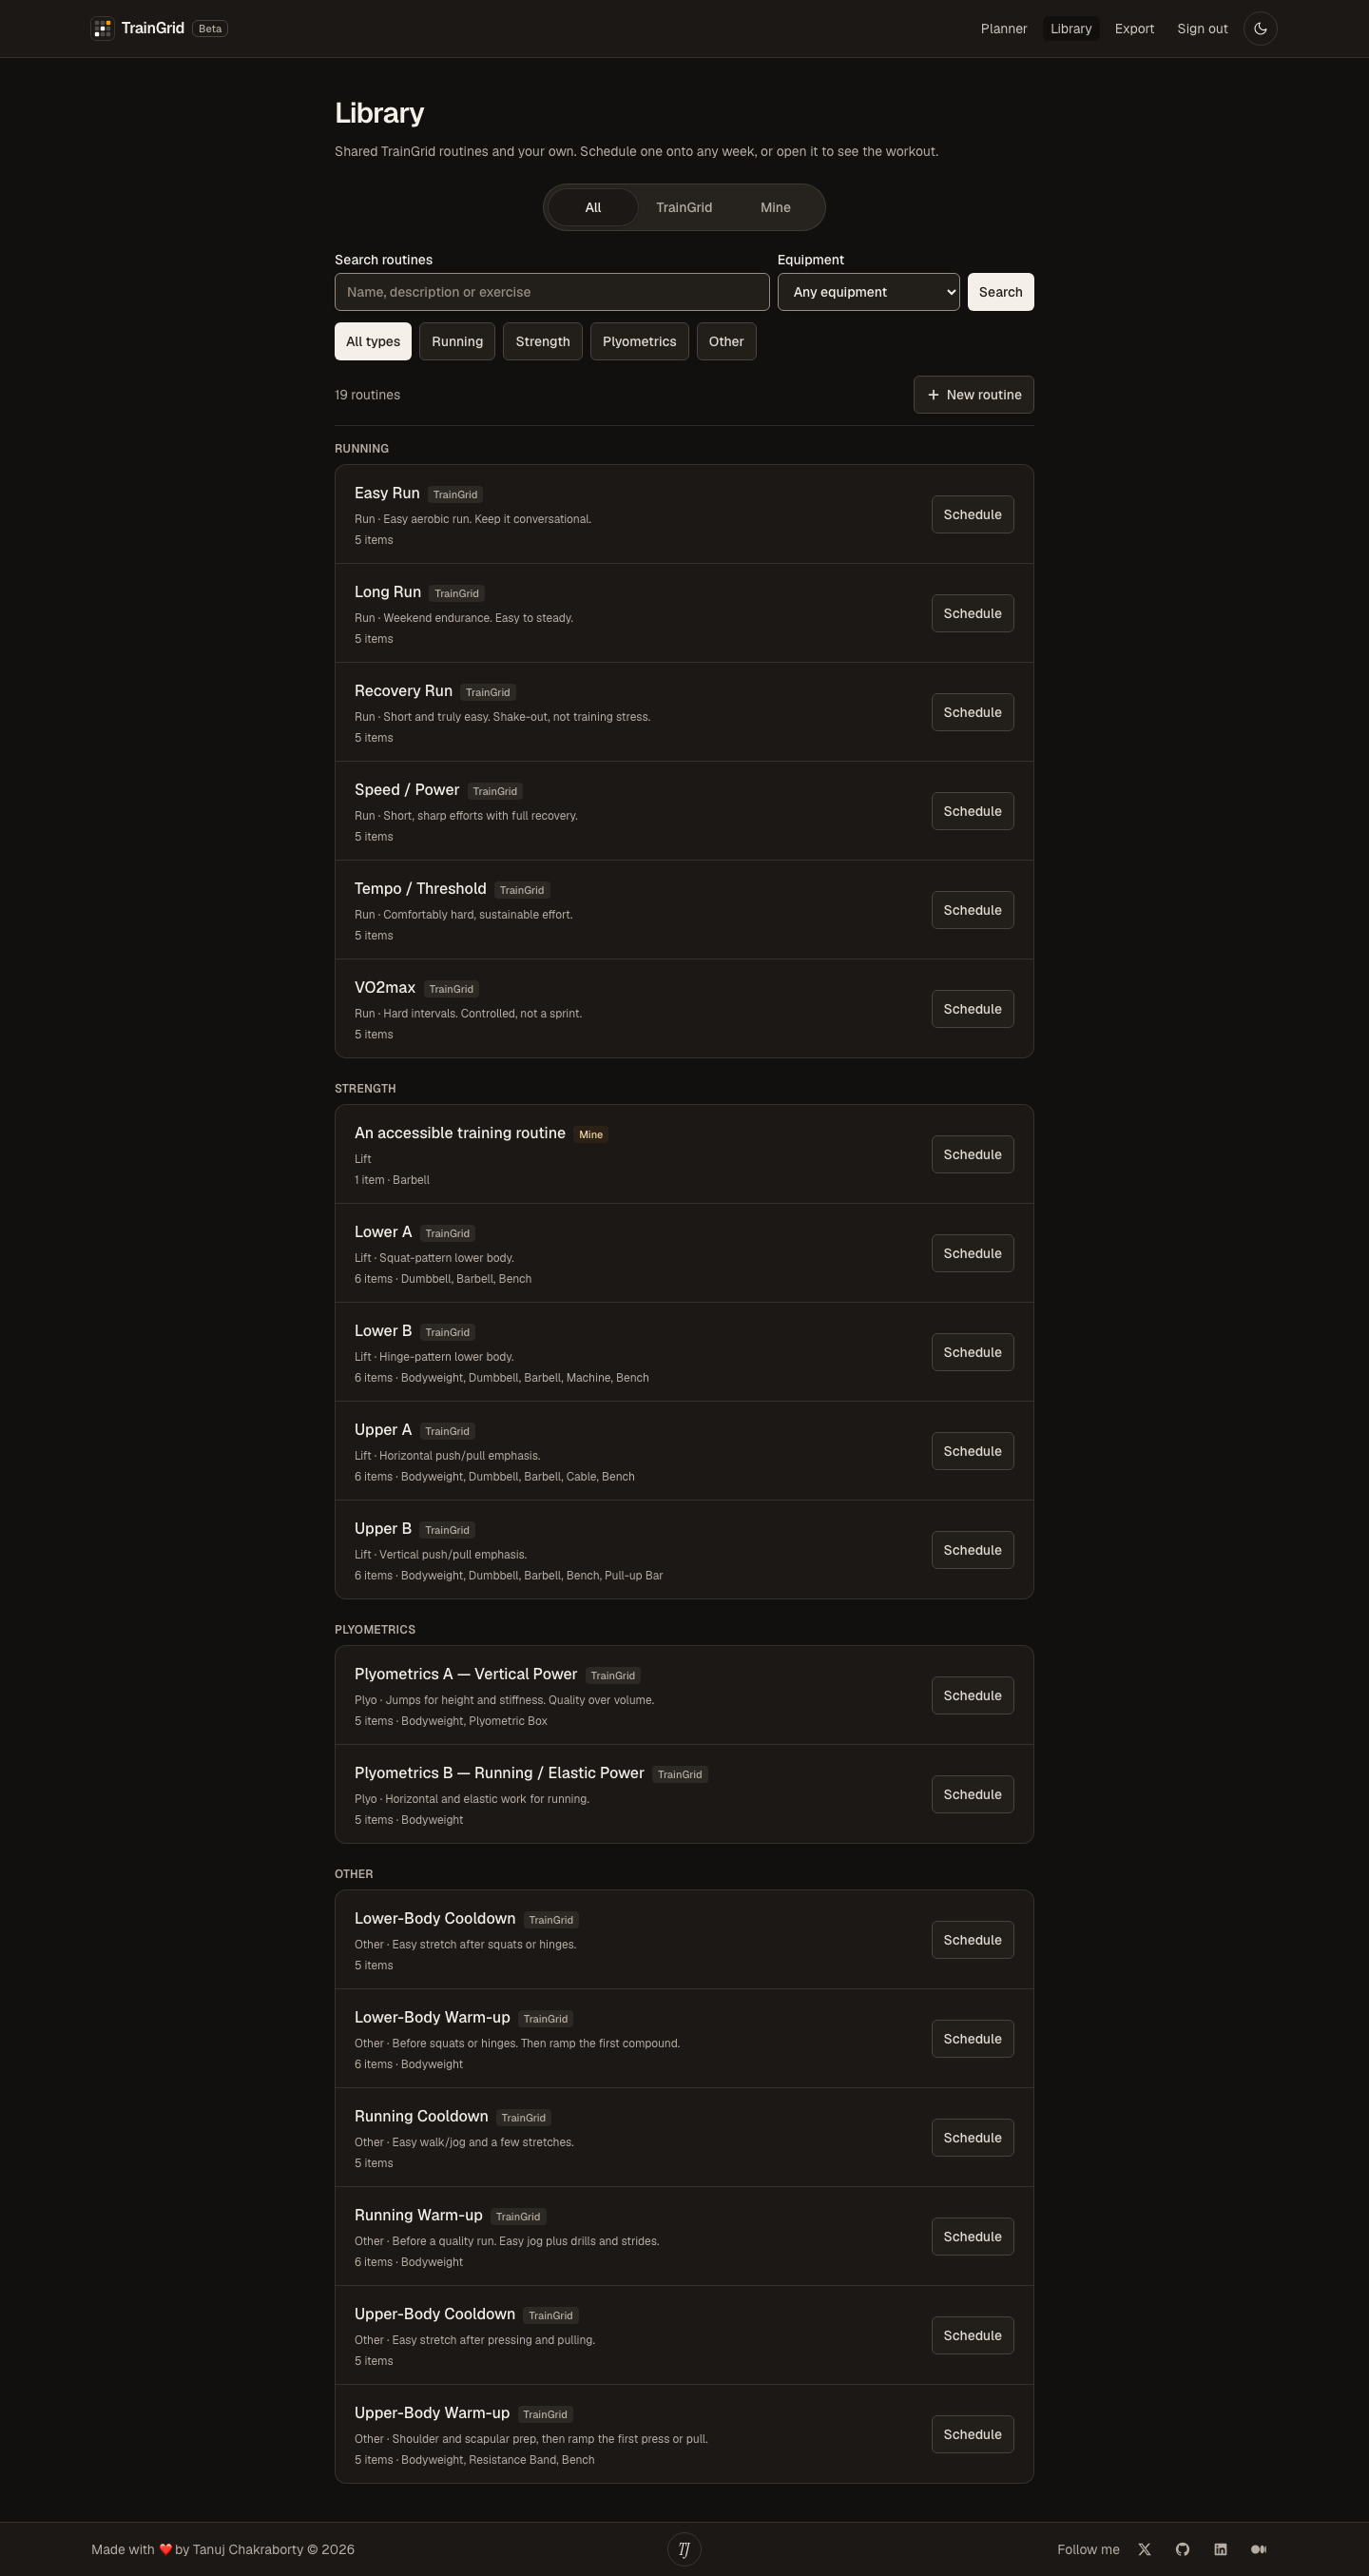 TrainGrid Beta
Planner Library Export Sign out
Library
Shared TrainGrid routines and your own. Schedule one onto any week, or open it to see the workout.
All TrainGrid Mine
Search routines Equipment
Name, description or exercise Any equipment Search
All types Running Strength Plyometrics Other
19 routines + New routine
RUNNING
Easy Run TrainGrid
Run · Easy aerobic run. Keep it conversational.
5 items
Schedule
Long Run TrainGrid
Run · Weekend endurance. Easy to steady.
5 items
Schedule
Recovery Run TrainGrid
Run · Short and truly easy. Shake-out, not training stress.
5 items
Schedule
Speed / Power TrainGrid
Run · Short, sharp efforts with full recovery.
5 items
Schedule
Tempo / Threshold TrainGrid
Run · Comfortably hard, sustainable effort.
5 items
Schedule
VO2max TrainGrid
Run · Hard intervals. Controlled, not a sprint.
5 items
Schedule
STRENGTH
An accessible training routine Mine
Lift
1 item · Barbell
Schedule
Lower A TrainGrid
Lift · Squat-pattern lower body.
6 items · Dumbbell, Barbell, Bench
Schedule
Lower B TrainGrid
Lift · Hinge-pattern lower body.
6 items · Bodyweight, Dumbbell, Barbell, Machine, Bench
Schedule
Upper A TrainGrid
Lift · Horizontal push/pull emphasis.
6 items · Bodyweight, Dumbbell, Barbell, Cable, Bench
Schedule
Upper B TrainGrid
Lift · Vertical push/pull emphasis.
6 items · Bodyweight, Dumbbell, Barbell, Bench, Pull-up Bar
Schedule
PLYOMETRICS
Plyometrics A — Vertical Power TrainGrid
Plyo · Jumps for height and stiffness. Quality over volume.
5 items · Bodyweight, Plyometric Box
Schedule
Plyometrics B — Running / Elastic Power TrainGrid
Plyo · Horizontal and elastic work for running.
5 items · Bodyweight
Schedule
OTHER
Lower-Body Cooldown TrainGrid
Other · Easy stretch after squats or hinges.
5 items
Schedule
Lower-Body Warm-up TrainGrid
Other · Before squats or hinges. Then ramp the first compound.
6 items · Bodyweight
Schedule
Running Cooldown TrainGrid
Other · Easy walk/jog and a few stretches.
5 items
Schedule
Running Warm-up TrainGrid
Other · Before a quality run. Easy jog plus drills and strides.
6 items · Bodyweight
Schedule
Upper-Body Cooldown TrainGrid
Other · Easy stretch after pressing and pulling.
5 items
Schedule
Upper-Body Warm-up TrainGrid
Other · Shoulder and scapular prep, then ramp the first press or pull.
5 items · Bodyweight, Resistance Band, Bench
Schedule
Made with ❤️ by Tanuj Chakraborty © 2026
TJ
Follow me